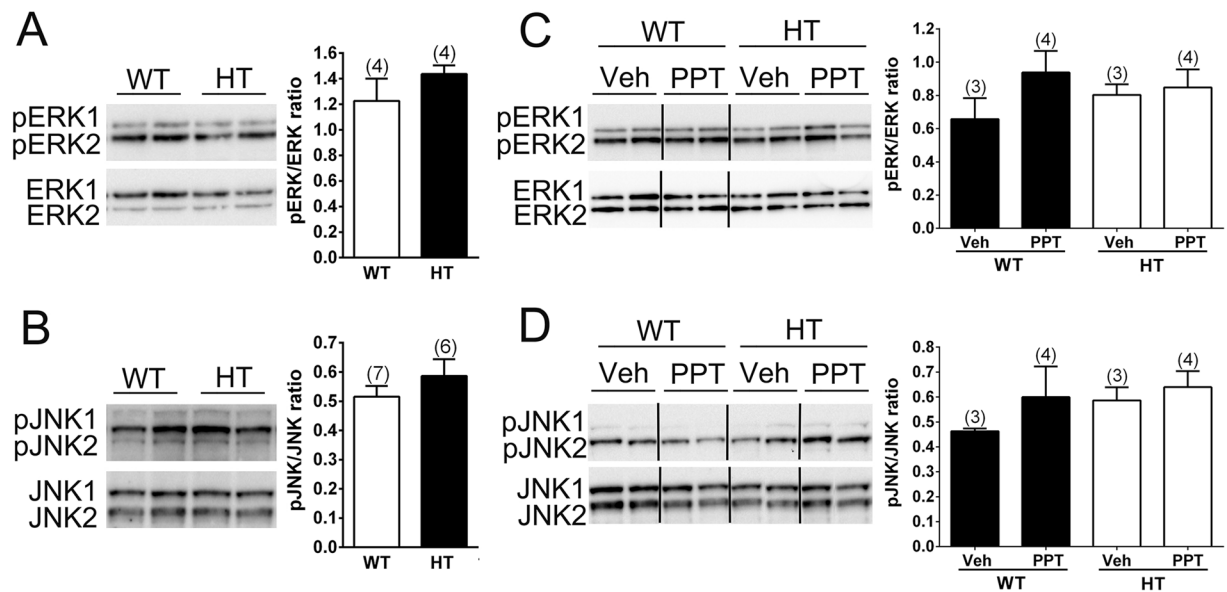 A
WT HT
pERK1
pERK2
ERK1
ERK2
pERK/ERK ratio
1.6
1.4
1.2
1.0
0.8
0.6
0.4
0.2
0.0
(4) (4)
WT HT
C
WT HT
Veh PPT Veh PPT
pERK1
pERK2
ERK1
ERK2
pERK/ERK ratio
1.2
1.0
0.8
0.6
0.4
0.2
0.0
(3) (4) (3) (4)
Veh PPT Veh PPT
WT HT
B
WT HT
pJNK1
pJNK2
JNK1
JNK2
pJNK/JNK ratio
0.7
0.6
0.5
0.4
0.3
0.2
0.1
0.0
(7) (6)
WT HT
D
WT HT
Veh PPT Veh PPT
pJNK1
pJNK2
JNK1
JNK2
pJNK/JNK ratio
0.8
0.7
0.6
0.5
0.4
0.3
0.2
0.1
0.0
(3) (4) (3) (4)
Veh PPT Veh PPT
WT HT